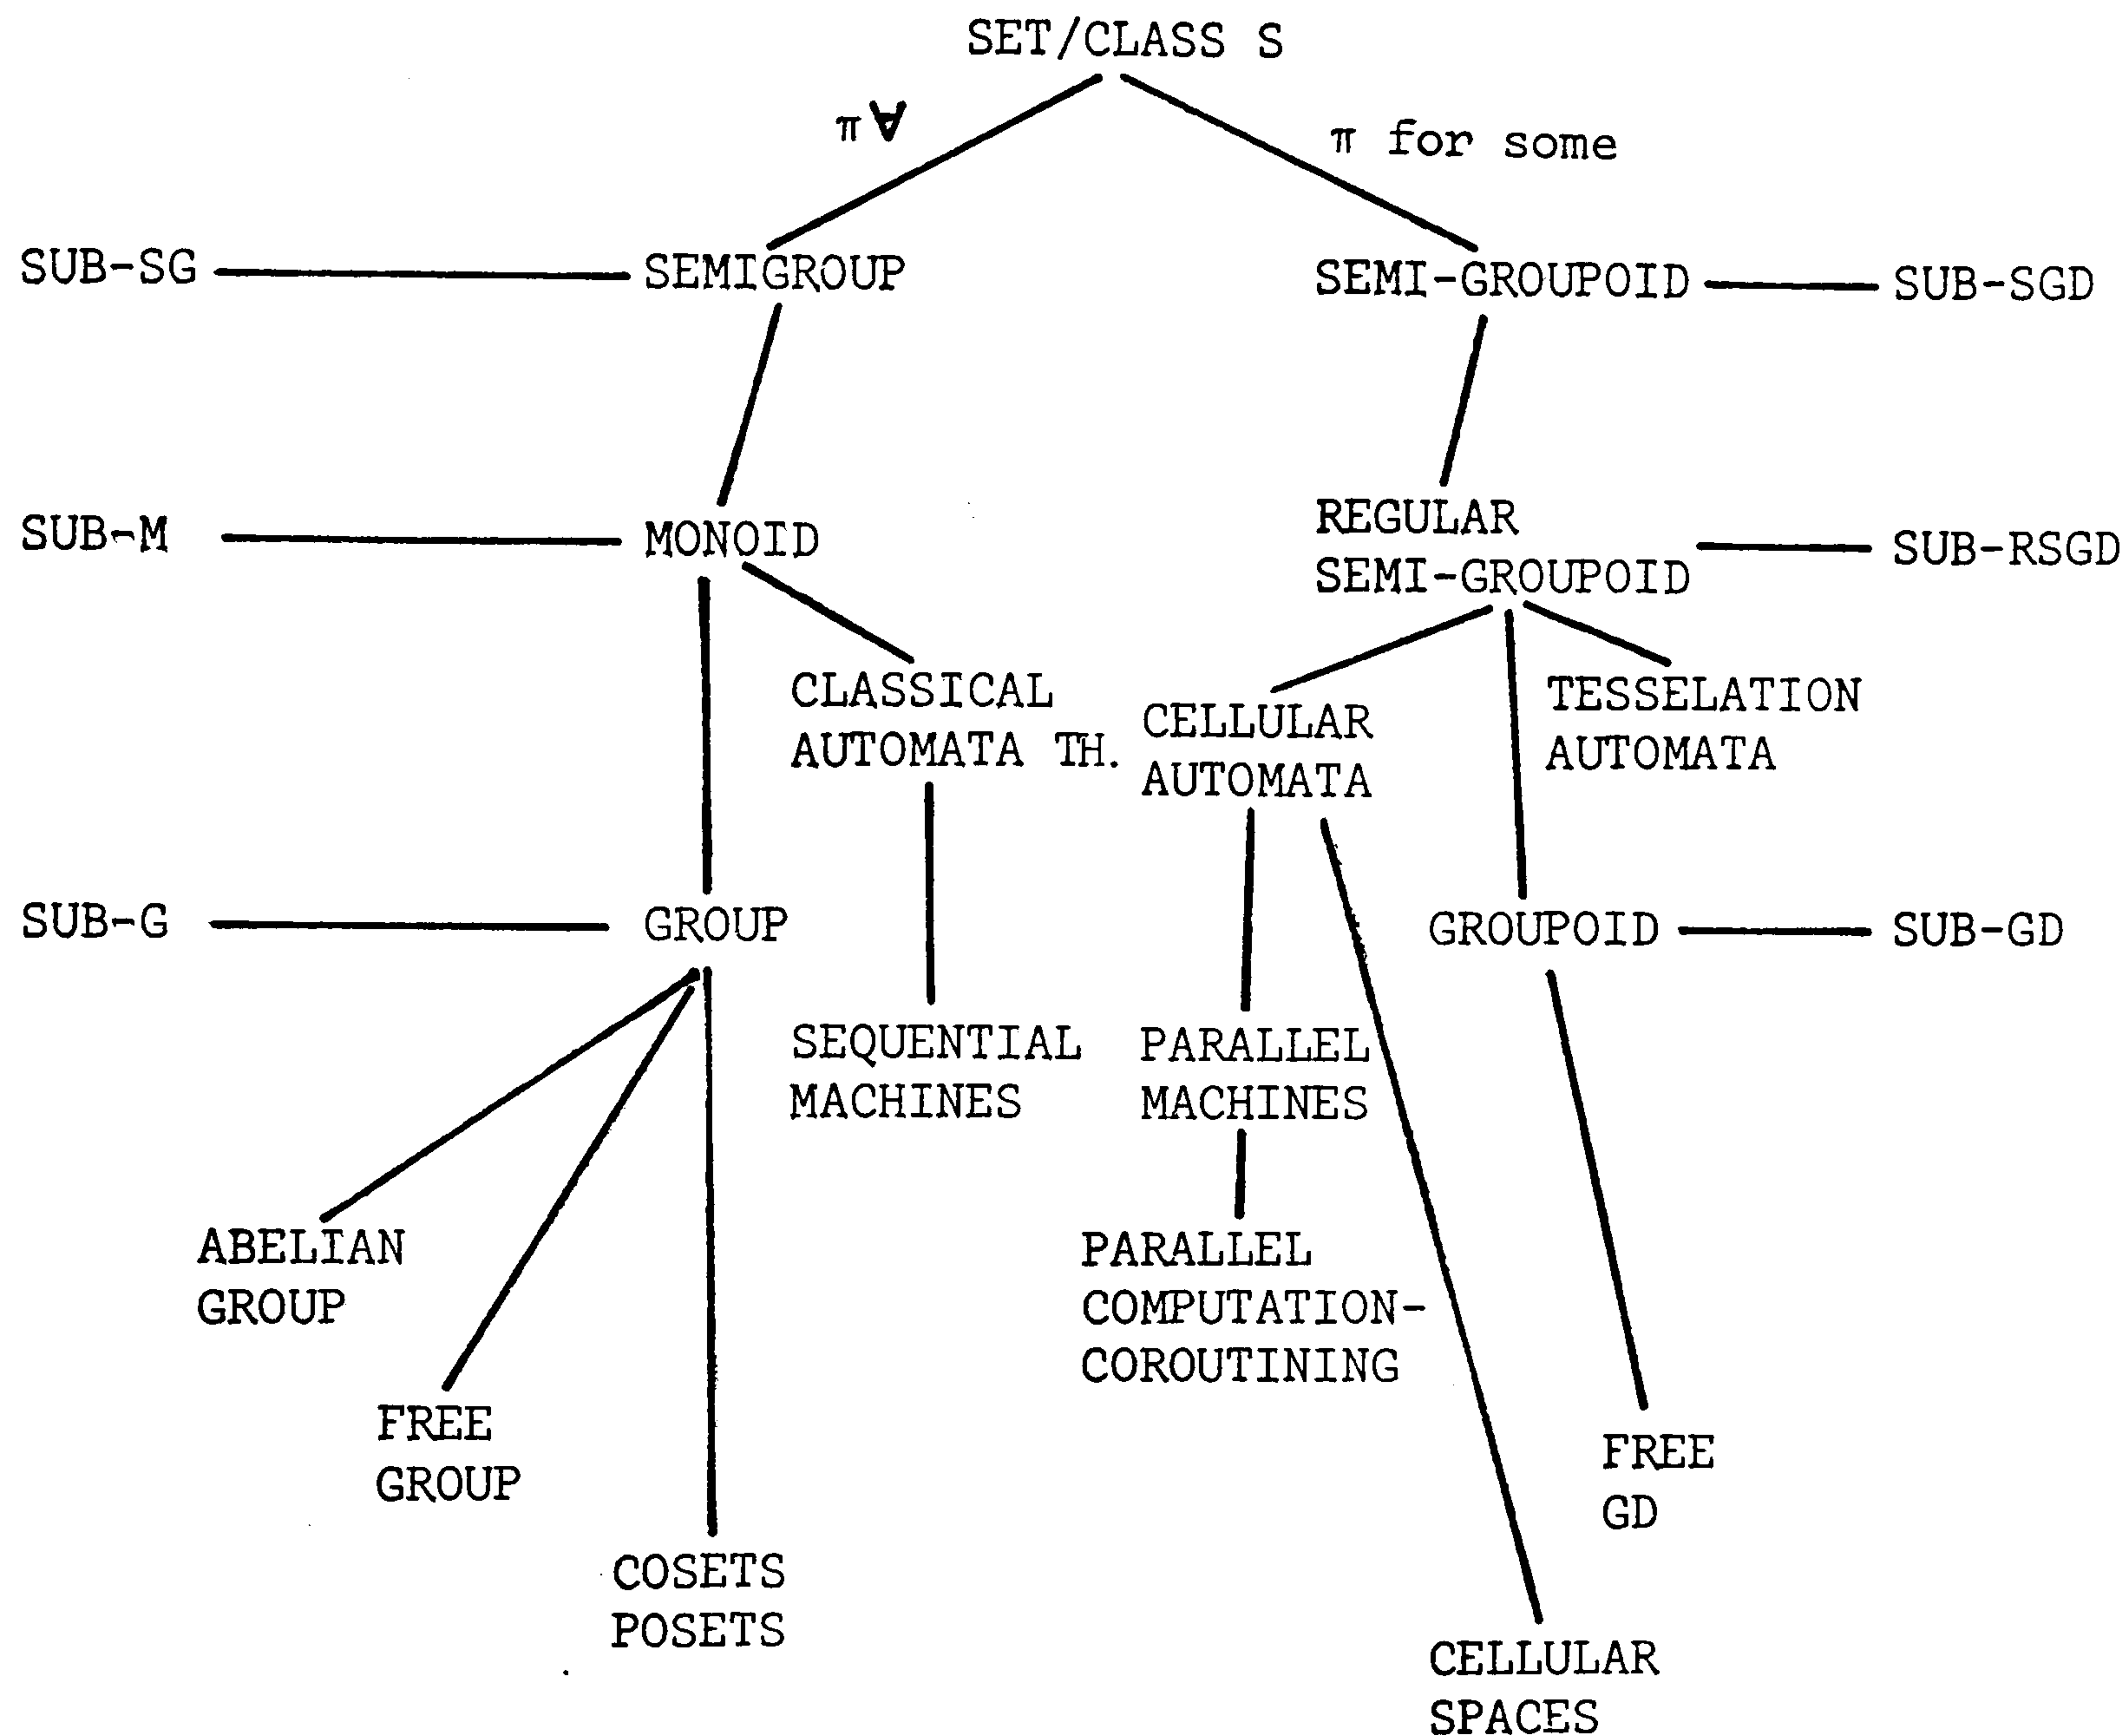 SET/CLASS S
π∀
π for some
SUB-SG
SEMIGROUP
SEMI-GROUPOID
SUB-SGD
SUB-M
MONOID
REGULAR
SEMI-GROUPOID
SUB-RSGD
CLASSICAL
AUTOMATA TH.
CELLULAR
AUTOMATA
TESSELATION
AUTOMATA
SUB-G
GROUP
GROUPOID
SUB-GD
SEQUENTIAL
MACHINES
PARALLEL
MACHINES
ABELIAN
GROUP
PARALLEL
COMPUTATION-
COROUTINING
FREE
GROUP
FREE
GD
COSETS
POSETS
CELLULAR
SPACES